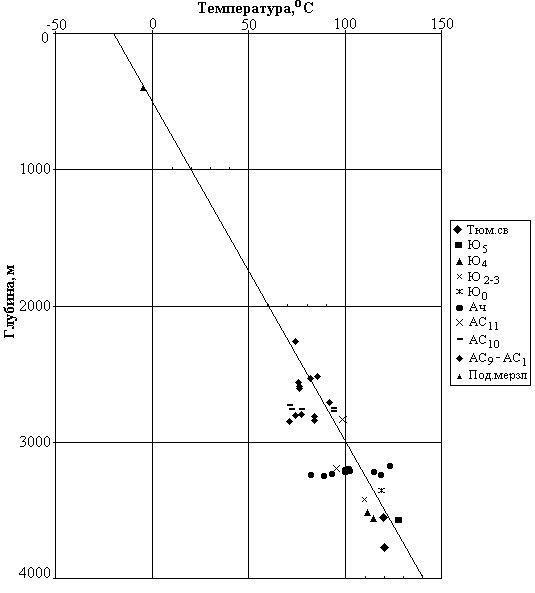 Температура,⁰С
-50 0 50 100 150
0
1000
2000
3000
4000
Глубина, м
Тюм.св
Ю5
Ю4
Ю2-3
Ю0
Ач
АС11
АС10
АС9 - АС1
Под.мерзп